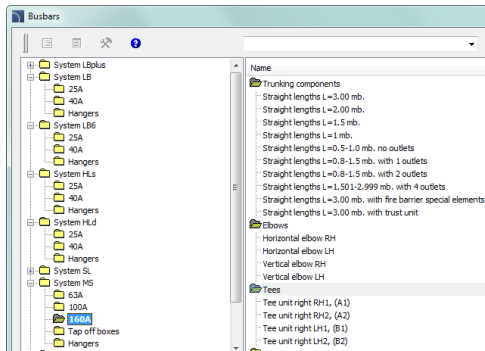 Busbars
System LBplus
System LB
25A
40A
Hangers
System LB6
25A
40A
Hangers
System HLs
25A
40A
Hangers
System HLd
25A
40A
Hangers
System SL
System MS
63A
100A
160A
Tap off boxes
Hangers
Name
Trunking components
Straight lengths L=3.00 mb.
Straight lengths L=2.00 mb.
Straight lengths L=1.5 mb.
Straight lengths L=1 mb.
Straight lengths L=0.5-1.0 mb. no outlets
Straight lengths L=0.8-1.5 mb. with 1 outlets
Straight lengths L=0.8-1.5 mb. with 2 outlets
Straight lengths L=1.501-2.999 mb. with 4 outlets
Straight lengths L=3.00 mb. with fire barrier special elements
Straight lengths L=3.00 mb. with trust unit
Elbows
Horizontal elbow RH
Horizontal elbow LH
Vertical elbow RH
Vertical elbow LH
Tees
Tee unit right RH1, (A1)
Tee unit right RH2, (A2)
Tee unit right LH1, (B1)
Tee unit right LH2, (B2)